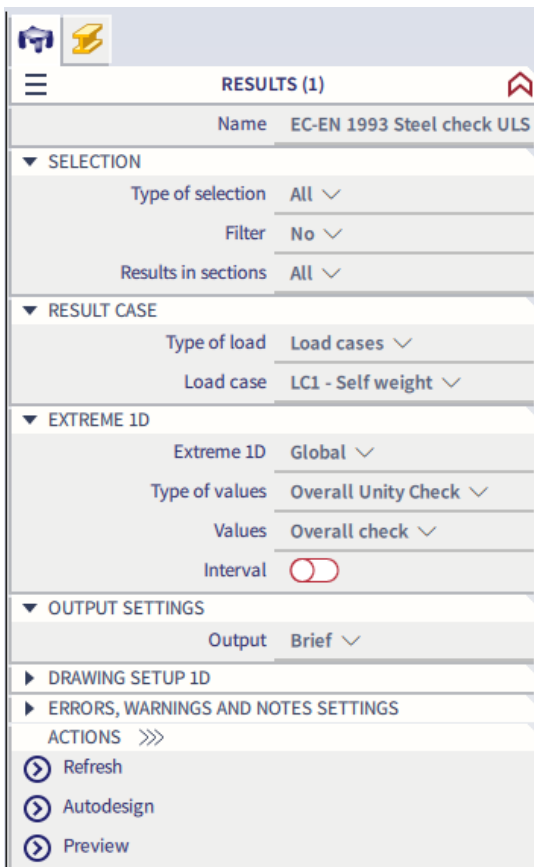 RESULTS (1)
Name EC-EN 1993 Steel check ULS
SELECTION
Type of selection All
Filter No
Results in sections All
RESULT CASE
Type of load Load cases
Load case LC1 - Self weight
EXTREME 1D
Extreme 1D Global
Type of values Overall Unity Check
Values Overall check
Interval
OUTPUT SETTINGS
Output Brief
DRAWING SETUP 1D
ERRORS, WARNINGS AND NOTES SETTINGS
ACTIONS >>>
Refresh
Autodesign
Preview